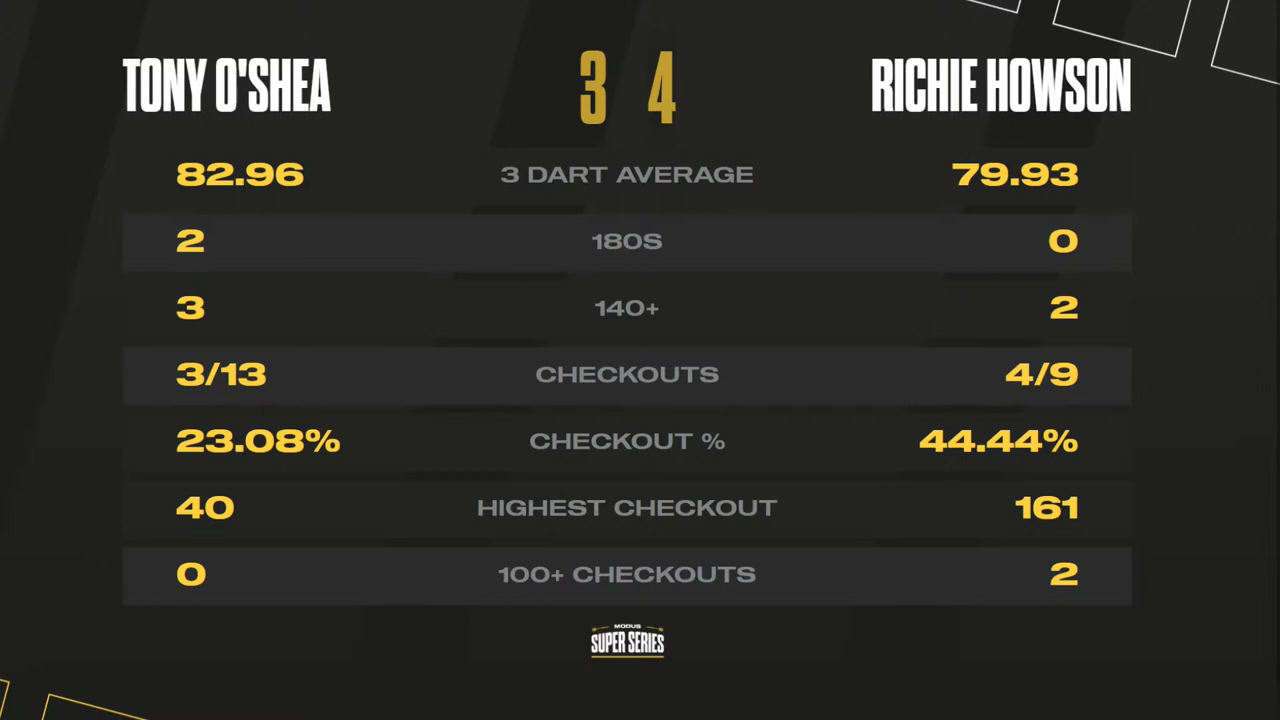 TONY O'SHEA 3 4 RICHIE HOWSON
82.96 3 DART AVERAGE 79.93
2 180S 0
3 140+ 2
3/13 CHECKOUTS 4/9
23.08% CHECKOUT % 44.44%
40 HIGHEST CHECKOUT 161
0 100+ CHECKOUTS 2
MODUS
SUPER SERIES